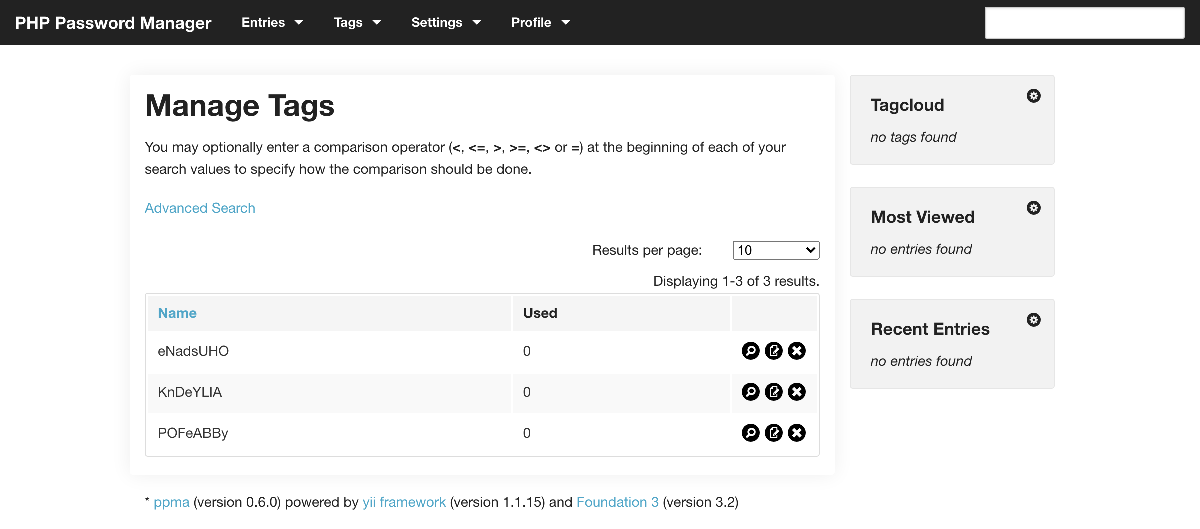 PHP Password Manager Entries Tags Settings Profile
Manage Tags
You may optionally enter a comparison operator (<, <=, >, >=, <> or =) at the beginning of each of your
search values to specify how the comparison should be done.
Advanced Search
Results per page: 10
Displaying 1-3 of 3 results.
Name Used
eNadsUHO 0
KnDeYLIA 0
POFeABBy 0
Tagcloud
no tags found
Most Viewed
no entries found
Recent Entries
no entries found
* ppma (version 0.6.0) powered by yii framework (version 1.1.15) and Foundation 3 (version 3.2)